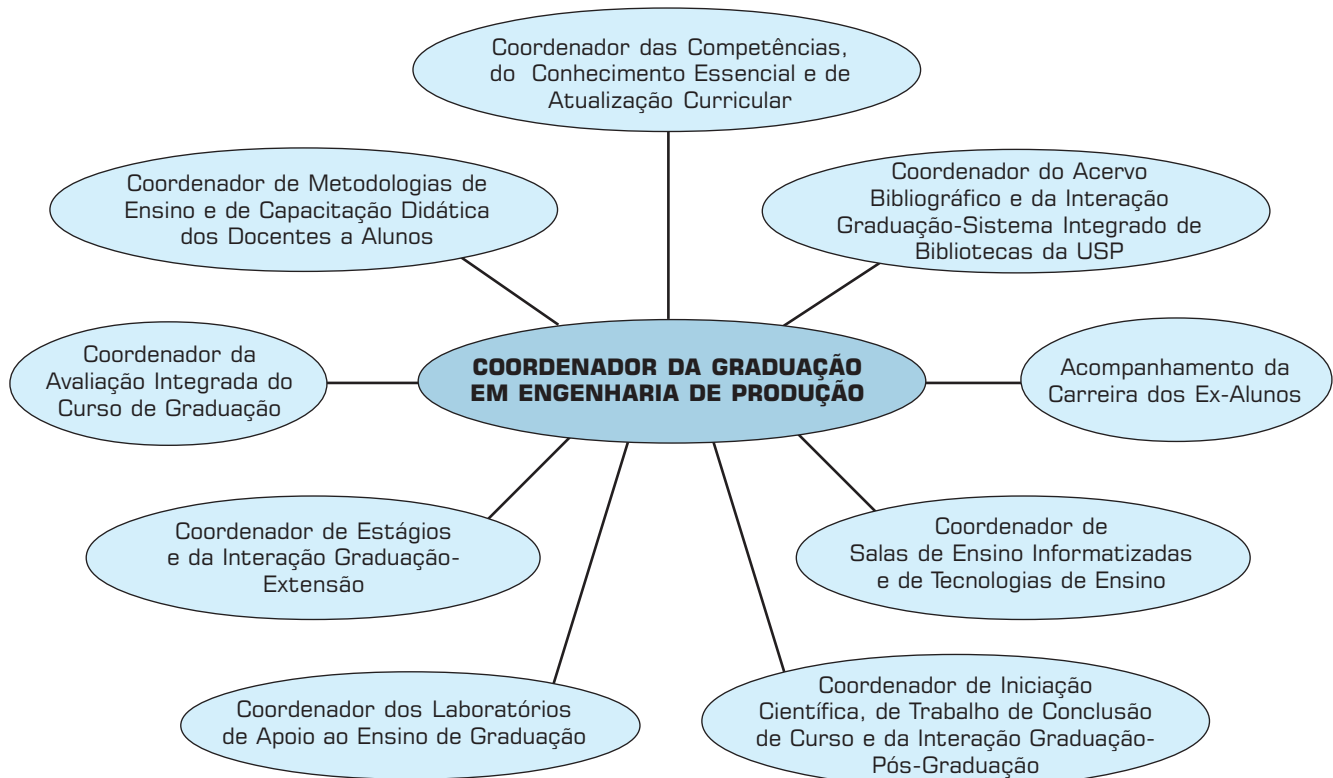 Coordenador das Competências,
do Conhecimento Essencial e de
Atualização Curricular
Coordenador de Metodologias de
Ensino e de Capacitação Didática
dos Docentes a Alunos
Coordenador do Acervo
Bibliográfico e da Interação
Graduação-Sistema Integrado de
Bibliotecas da USP
Coordenador da
Avaliação Integrada do
Curso de Graduação
COORDENADOR DA GRADUAÇÃO
EM ENGENHARIA DE PRODUÇÃO
Acompanhamento da
Carreira dos Ex-Alunos
Coordenador de Estágios
e da Interação Graduação-
Extensão
Coordenador de
Salas de Ensino Informatizadas
e de Tecnologias de Ensino
Coordenador dos Laboratórios
de Apoio ao Ensino de Graduação
Coordenador de Iniciação
Científica, de Trabalho de Conclusão
de Curso e da Interação Graduação-
Pós-Graduação